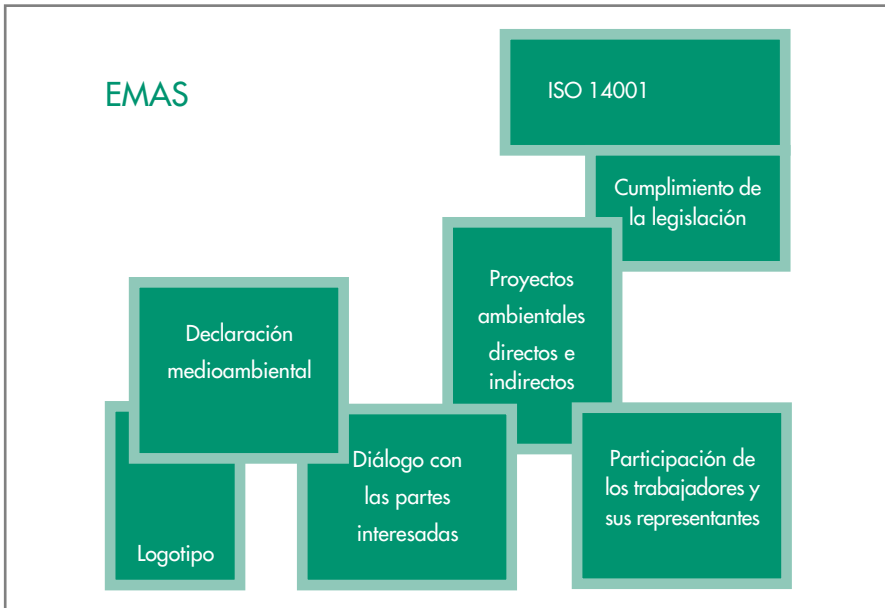 EMAS
ISO 14001
Cumplimiento de
la legislación
Proyectos
ambientales
directos e
indirectos
Declaración
medioambiental
Diálogo con
las partes
interesadas
Participación de
los trabajadores y
sus representantes
Logotipo